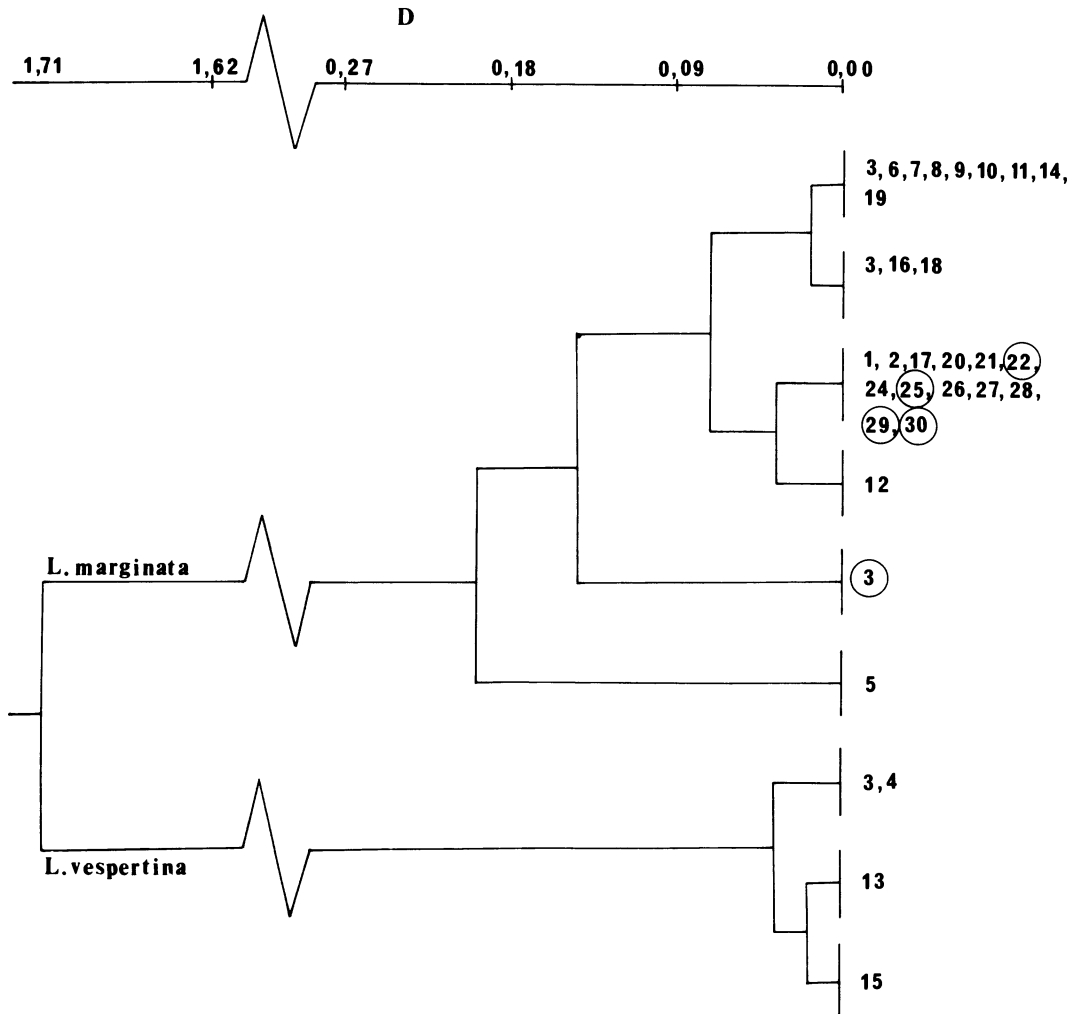 D
1,71 1,62 0,27 0,18 0,09 0,00
3, 6, 7, 8, 9, 10, 11, 14,
19
3, 16, 18
1, 2, 17, 20, 21, 22,
24, 25, 26, 27, 28,
29, 30
12
L. marginata
3
5
3, 4
L. vespertina
13
15